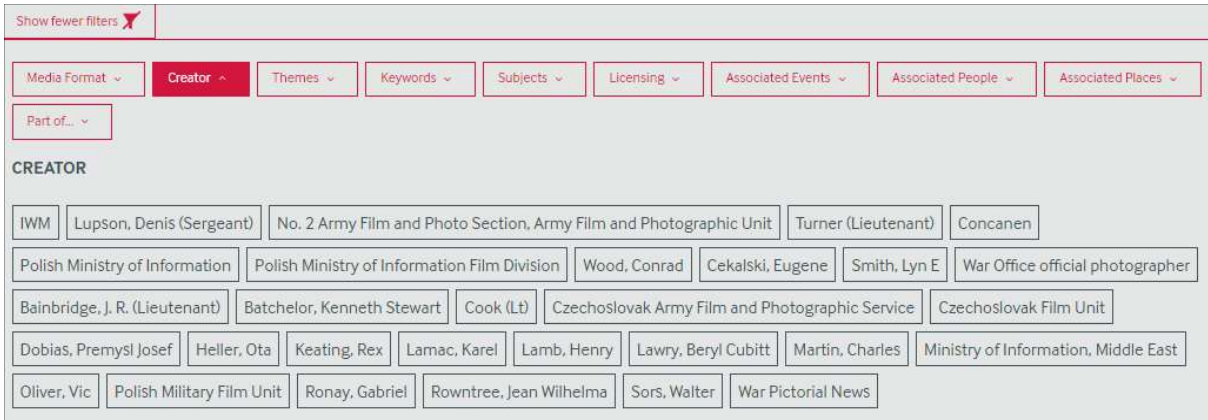 Show fewer filters
Media Format Creator Themes Keywords Subjects Licensing Associated Events Associated People Associated Places
Part of...
CREATOR
IWM Lupson, Denis (Sergeant) No. 2 Army Film and Photo Section, Army Film and Photographic Unit Turner (Lieutenant) Concanen
Polish Ministry of Information Polish Ministry of Information Film Division Wood, Conrad Cekalski, Eugene Smith, Lyn E War Office official photographer
Bainbridge, J. R. (Lieutenant) Batchelor, Kenneth Stewart Cook (Lt) Czechoslovak Army Film and Photographic Service Czechoslovak Film Unit
Dobias, Premysl Josef Heller, Ota Keating, Rex Lamac, Karel Lamb, Henry Lawry, Beryl Cubitt Martin, Charles Ministry of Information, Middle East
Oliver, Vic Polish Military Film Unit Ronay, Gabriel Rowntree, Jean Wilhelma Sors, Walter War Pictorial News